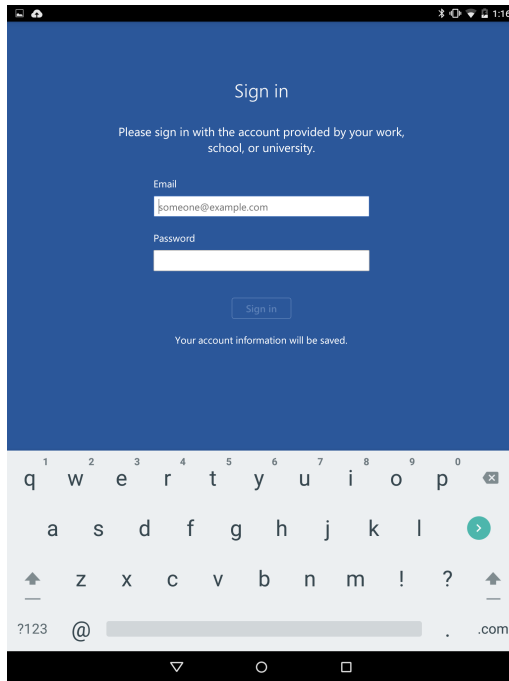 1:16
Sign in
Please sign in with the account provided by your work,
school, or university.
Email
someone@example.com
Password
Sign in
Your account information will be saved.
1 2 3 4 5 6 7 8 9 0
q w e r t y u i o p
a s d f g h j k l
z x c v b n m ! ?
?123 @ . .com